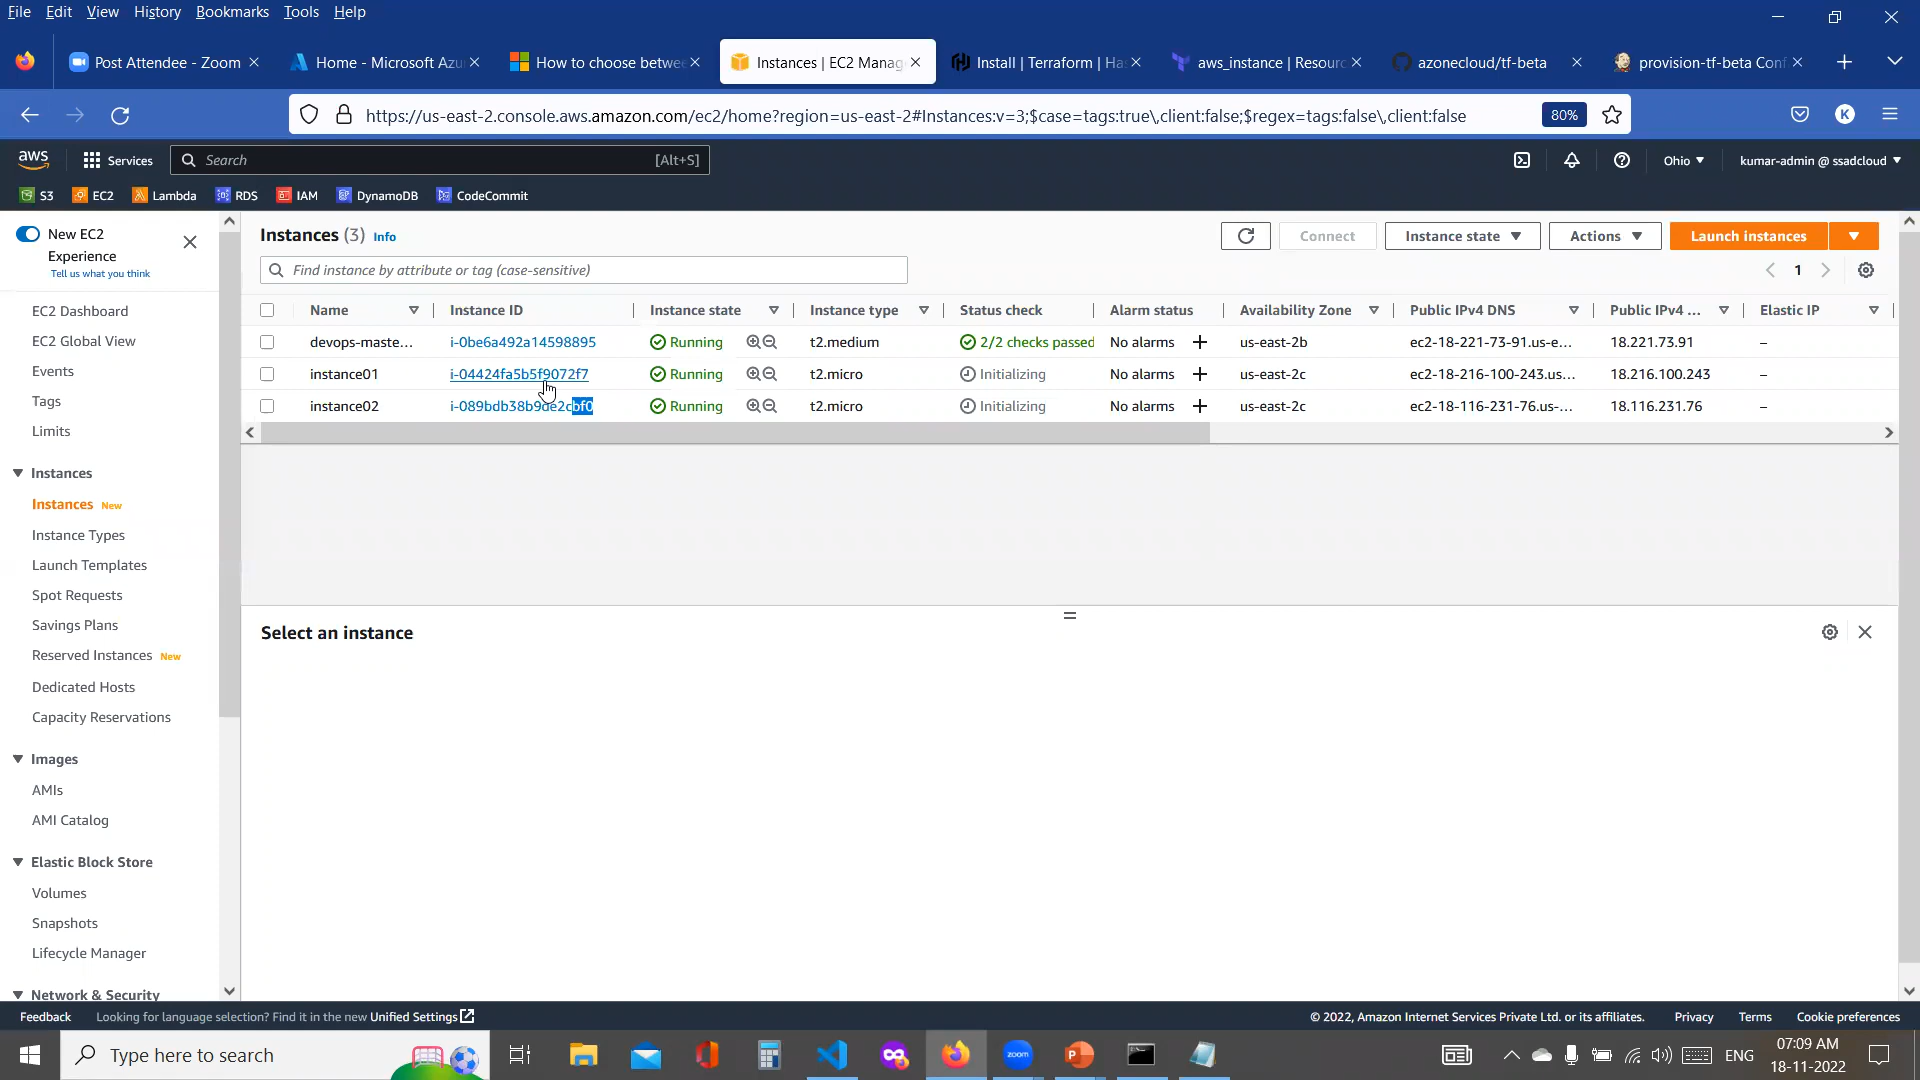 File Edit View History Bookmarks Tools Help
Post Attendee - Zoom
Home - Microsoft Azu
How to choose betwee
Instances | EC2 Manag
Install | Terraform | Ha
aws_instance | Resourc
azonecloud/tf-beta
provision-tf-beta Conf
https://us-east-2.console.aws.amazon.com/ec2/home?region=us-east-2#Instances:v=3;$case=tags:true\,client:false;$regex=tags:false\,client:false
80%
K
aws Services Search [Alt+S] Ohio kumar-admin @ ssadcloud
S3 EC2 Lambda RDS IAM DynamoDB CodeCommit
New EC2
Experience
Tell us what you think
EC2 Dashboard
EC2 Global View
Events
Tags
Limits
Instances
Instances New
Instance Types
Launch Templates
Spot Requests
Savings Plans
Reserved Instances New
Dedicated Hosts
Capacity Reservations
Images
AMIs
AMI Catalog
Elastic Block Store
Volumes
Snapshots
Lifecycle Manager
Network & Security
Instances (3) Info
Connect Instance state Actions Launch instances
Find instance by attribute or tag (case-sensitive)
1
Name Instance ID Instance state Instance type Status check Alarm status Availability Zone Public IPv4 DNS Public IPv4 ... Elastic IP
devops-maste... i-0be6a492a14598895 Running t2.medium 2/2 checks passed No alarms us-east-2b ec2-18-221-73-91.us-e... 18.221.73.91 –
instance01 i-04424fa5b5f9072f7 Running t2.micro Initializing No alarms us-east-2c ec2-18-216-100-243.us... 18.216.100.243 –
instance02 i-089bdb38b9de2cbf0 Running t2.micro Initializing No alarms us-east-2c ec2-18-116-231-76.us-... 18.116.231.76 –
Select an instance
Feedback Looking for language selection? Find it in the new Unified Settings © 2022, Amazon Internet Services Private Ltd. or its affiliates. Privacy Terms Cookie preferences
Type here to search
zoom
ENG
07:09 AM
18-11-2022